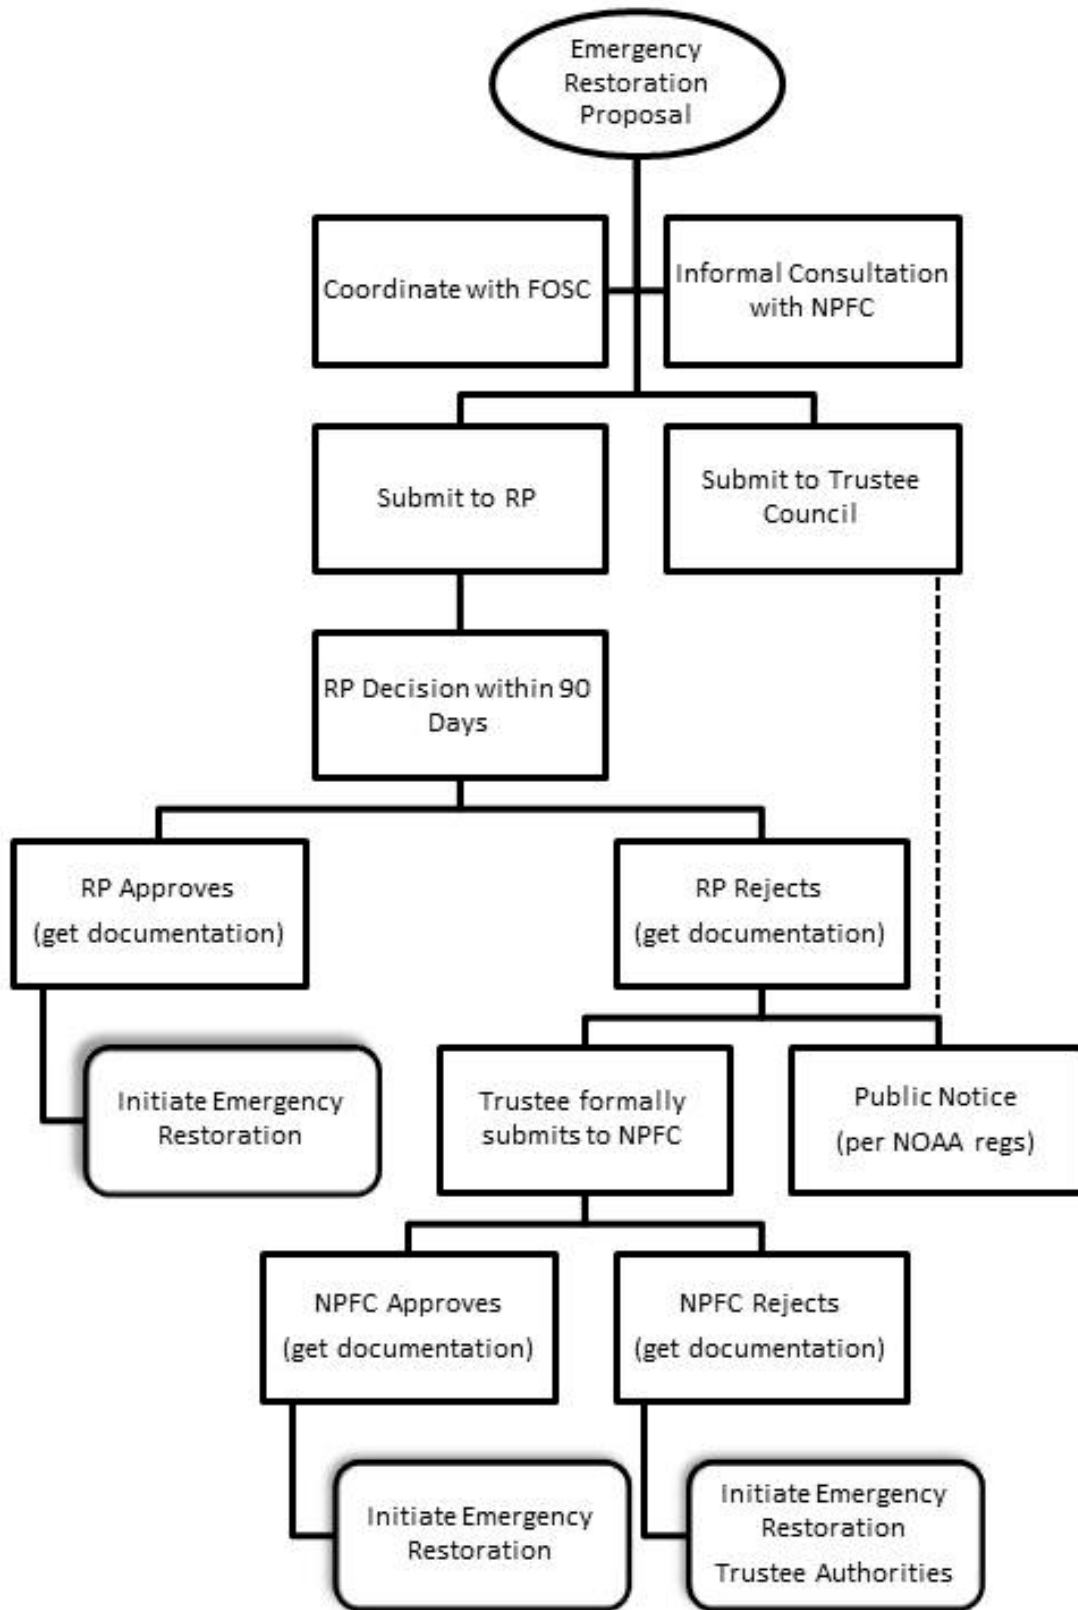 Emergency
Restoration
Proposal
Coordinate with FOSC
Informal Consultation
with NPFC
Submit to RP
Submit to Trustee
Council
RP Decision within 90
Days
RP Approves
(get documentation)
RP Rejects
(get documentation)
Initiate Emergency
Restoration
Trustee formally
submits to NPFC
Public Notice
(per NOAA regs)
NPFC Approves
(get documentation)
NPFC Rejects
(get documentation)
Initiate Emergency
Restoration
Initiate Emergency
Restoration
Trustee Authorities